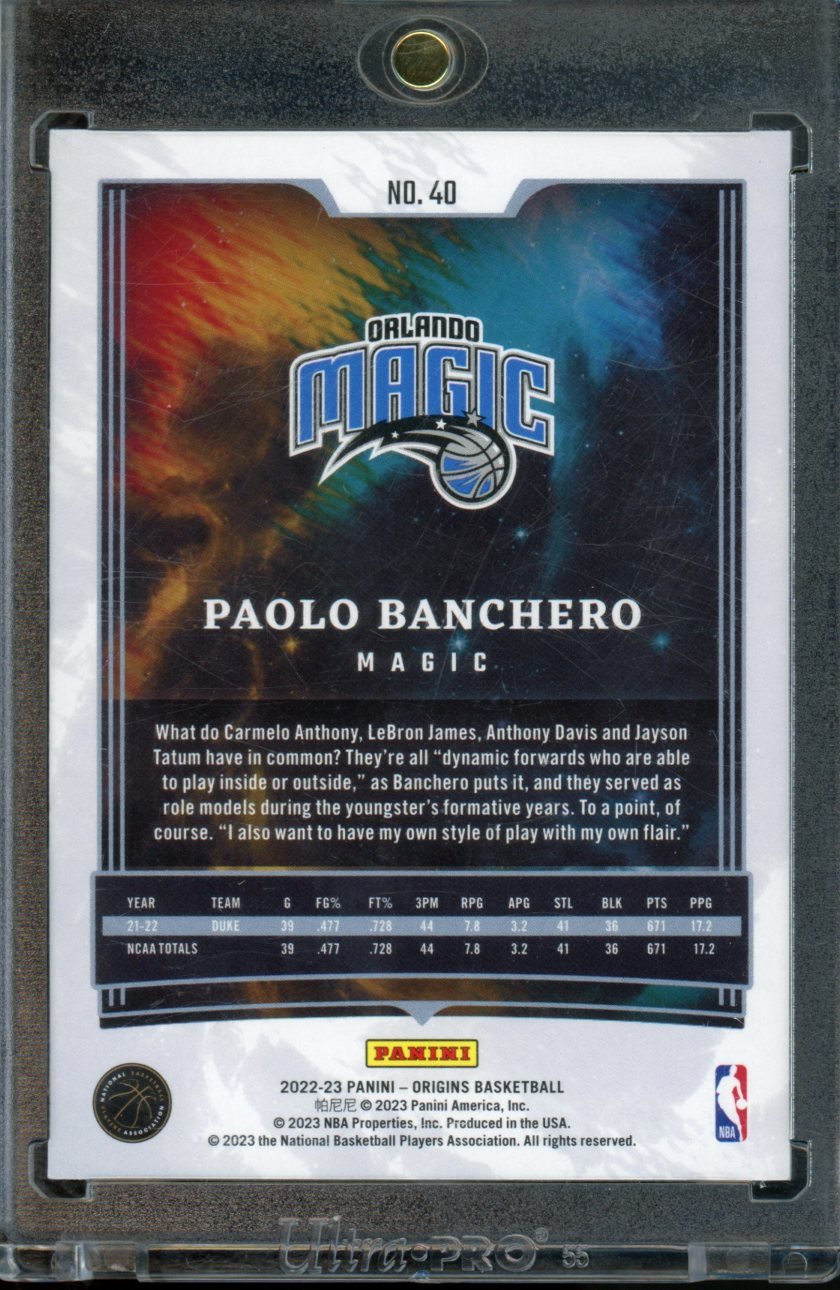 NO. 40
ORLANDO
MAGIC
PAOLO BANCHERO
MAGIC
What do Carmelo Anthony, LeBron James, Anthony Davis and Jayson
Tatum have in common? They're all “dynamic forwards who are able
to play inside or outside,” as Banchero puts it, and they served as
role models during the youngster's formative years. To a point, of
course. “I also want to have my own style of play with my own flair.”
YEAR TEAM G FG% FT% 3PM RPG APG STL BLK PTS PPG
21-22 DUKE 39 .477 .728 44 7.8 3.2 41 36 671 17.2
NCAA TOTALS 39 .477 .728 44 7.8 3.2 41 36 671 17.2
PANINI
NATIONAL BASKETBALL
PLAYERS ASSOCIATION
2022-23 PANINI – ORIGINS BASKETBALL
帕尼尼 © 2023 Panini America, Inc.
© 2023 NBA Properties, Inc. Produced in the USA.
© 2023 the National Basketball Players Association. All rights reserved.
NBA
Ultra•PRO® 55